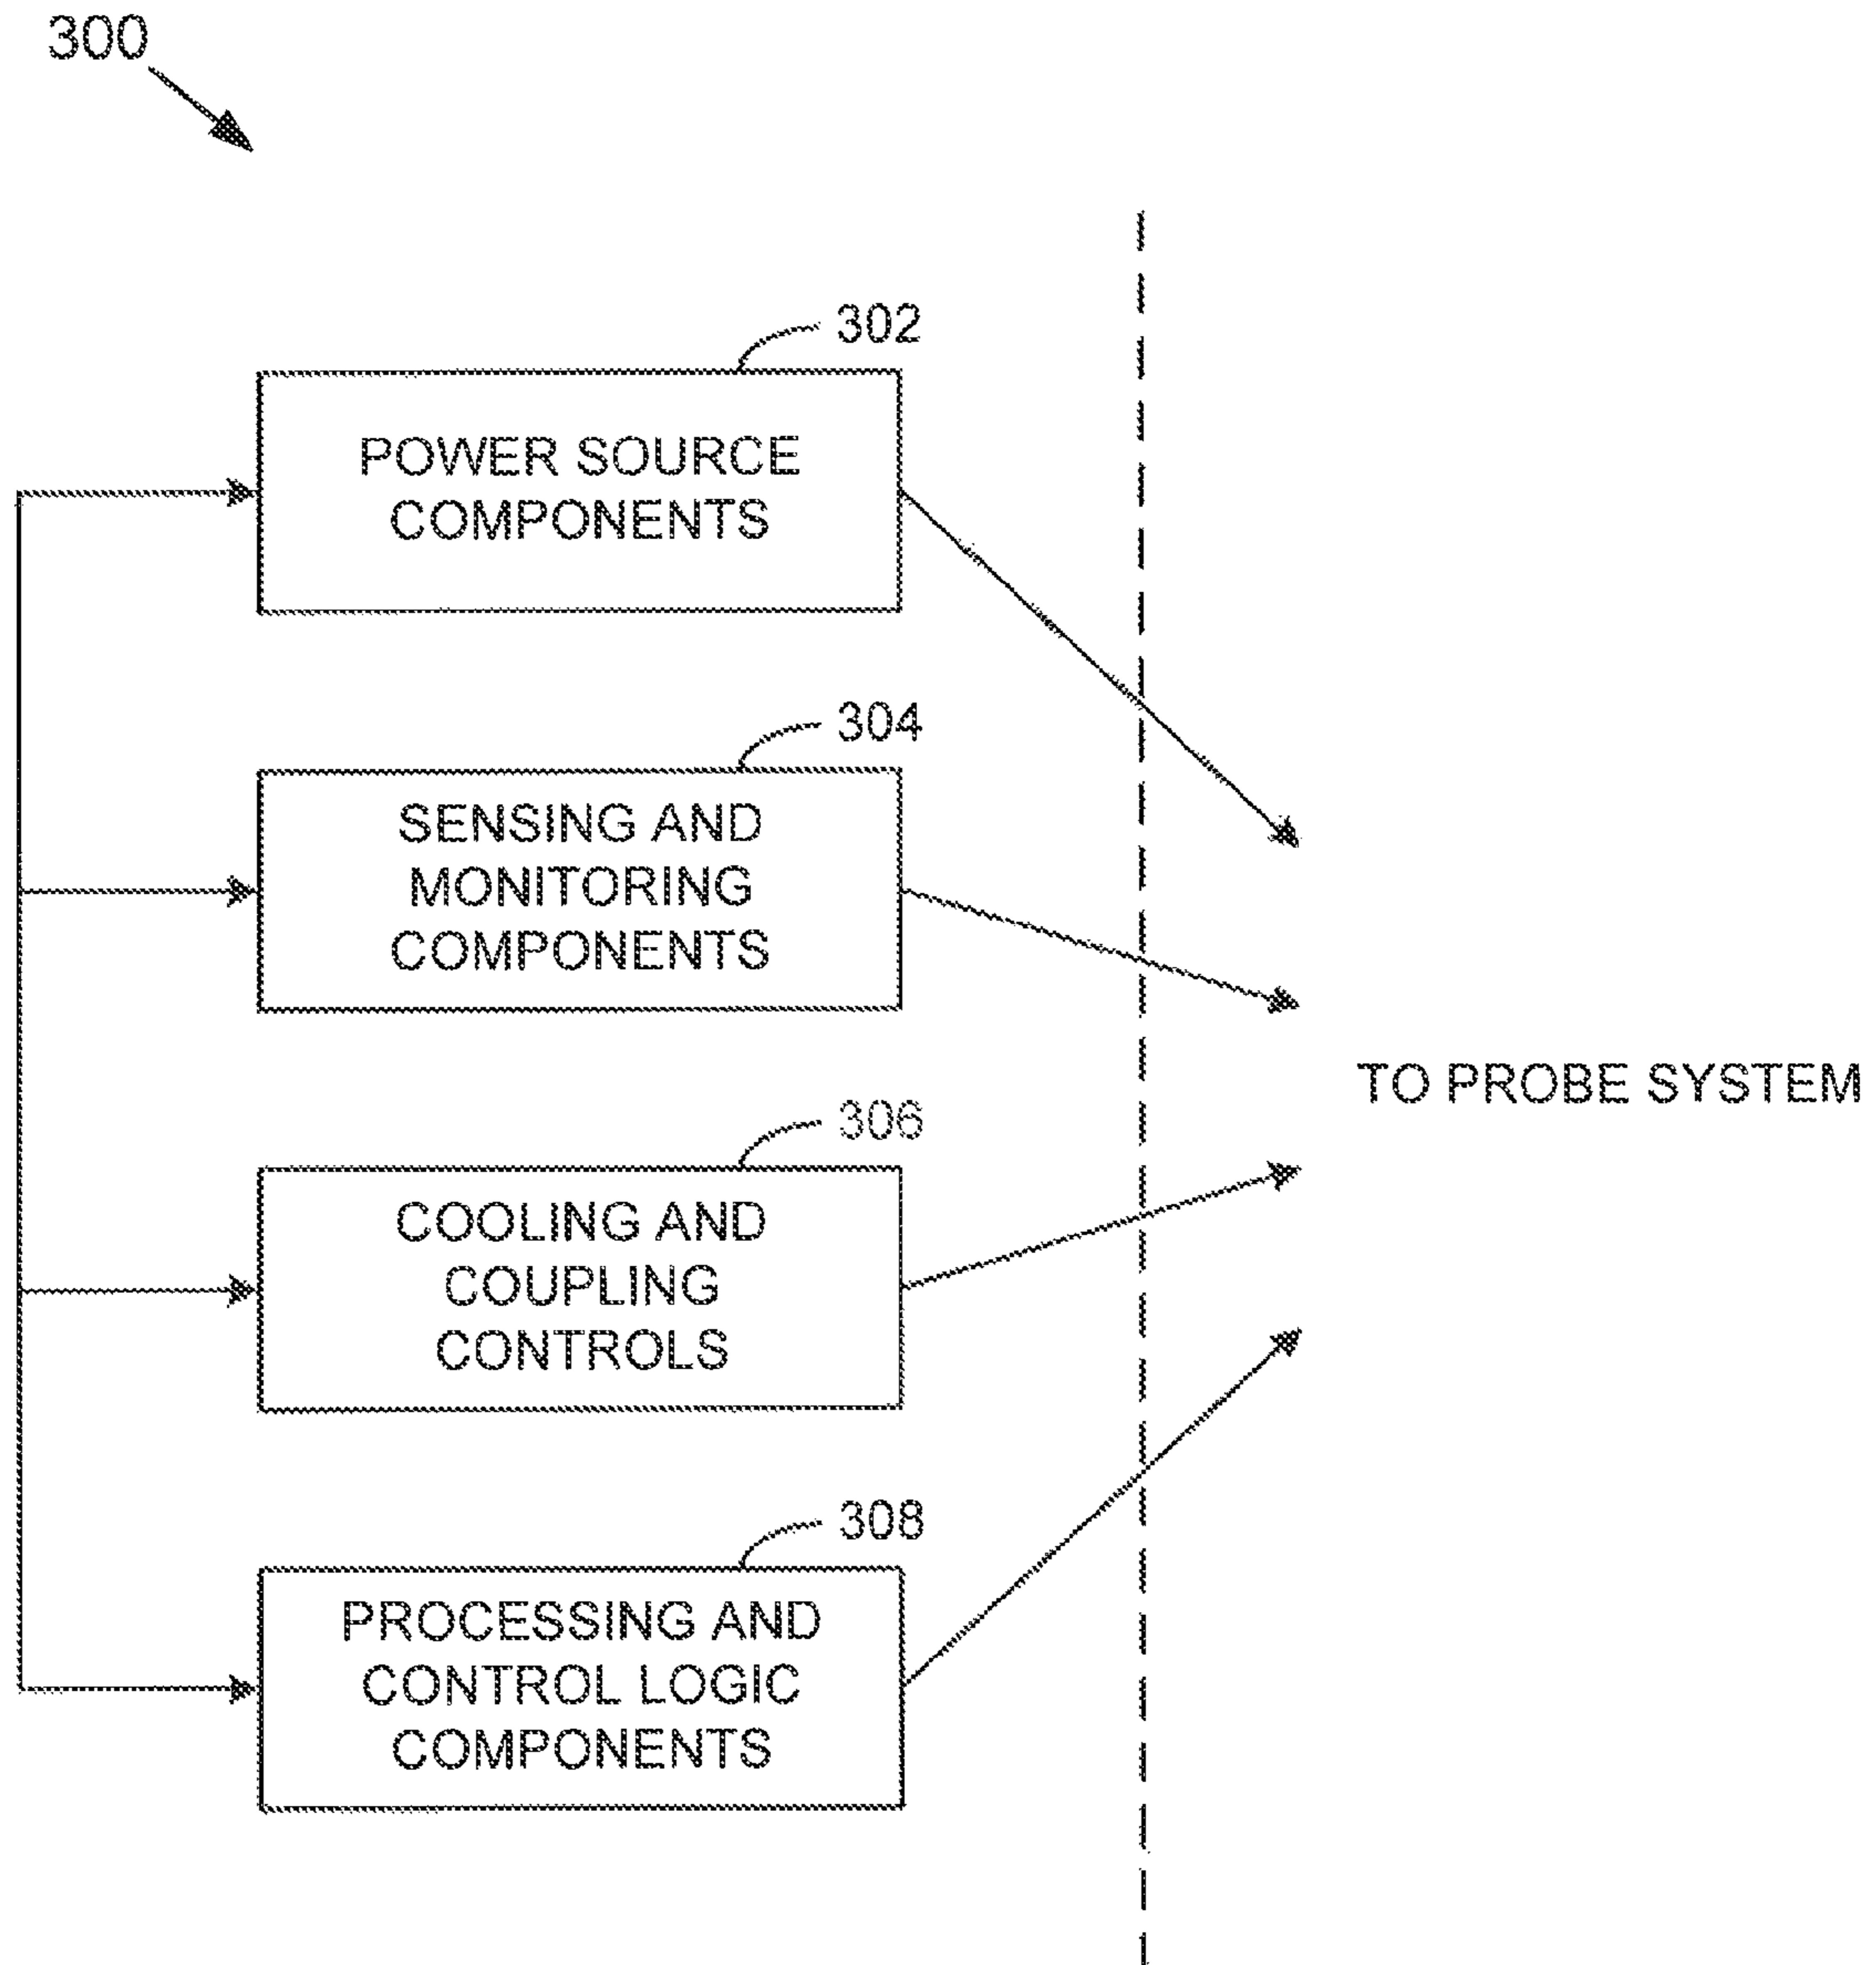 300
302
POWER SOURCE
COMPONENTS
304
SENSING AND
MONITORING
COMPONENTS
TO PROBE SYSTEM
306
COOLING AND
COUPLING
CONTROLS
308
PROCESSING AND
CONTROL LOGIC
COMPONENTS